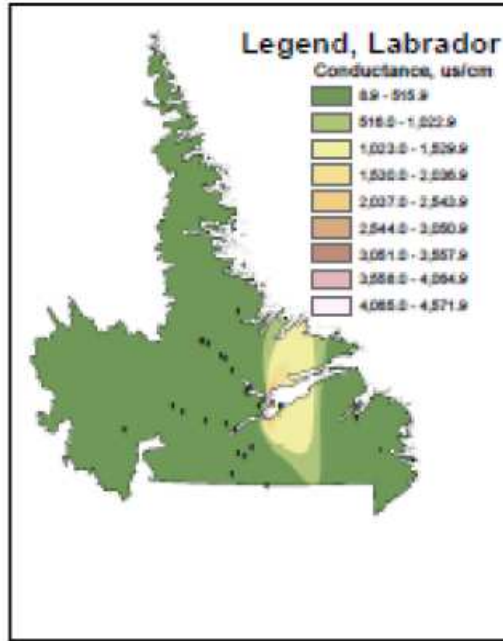 Legend, Labrador
Conductance, us/cm
8.9 - 515.9
516.0 - 1,022.9
1,023.0 - 1,529.9
1,530.0 - 2,036.9
2,037.0 - 2,543.9
2,544.0 - 3,050.9
3,051.0 - 3,557.9
3,558.0 - 4,064.9
4,065.0 - 4,571.9